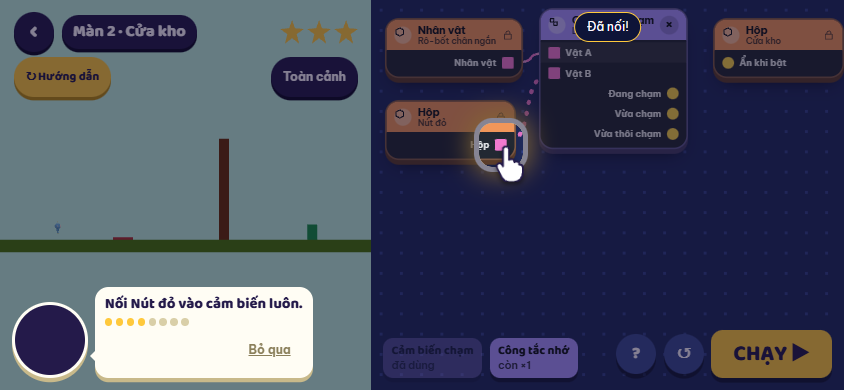 Màn 2 · Cửa kho
Hướng dẫn
Toàn cảnh
Nối Nút đỏ vào cảm biến luôn.
Bỏ qua
Nhân vật
Rô-bốt chân ngắn
Nhân vật
Hộp
Nút đỏ
Hộp
Đã nối!
Vật A
Vật B
Đang chạm
Vừa chạm
Vừa thôi chạm
Hộp
Cửa kho
Ẩn khi bật
Cảm biến chạm
đã dùng
Công tắc nhớ
còn ×1
?
CHẠY